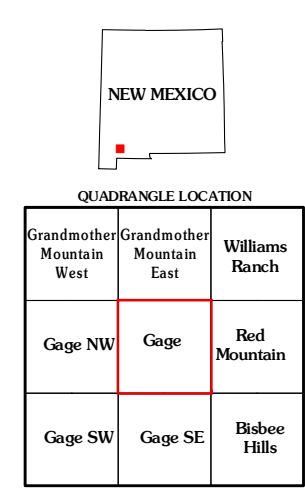 NEW MEXICO
QUADRANGLE LOCATION
Grandmother
Mountain
West
Grandmother
Mountain
East
Williams
Ranch
Gage NW
Gage
Red
Mountain
Gage SW
Gage SE
Bisbee
Hills